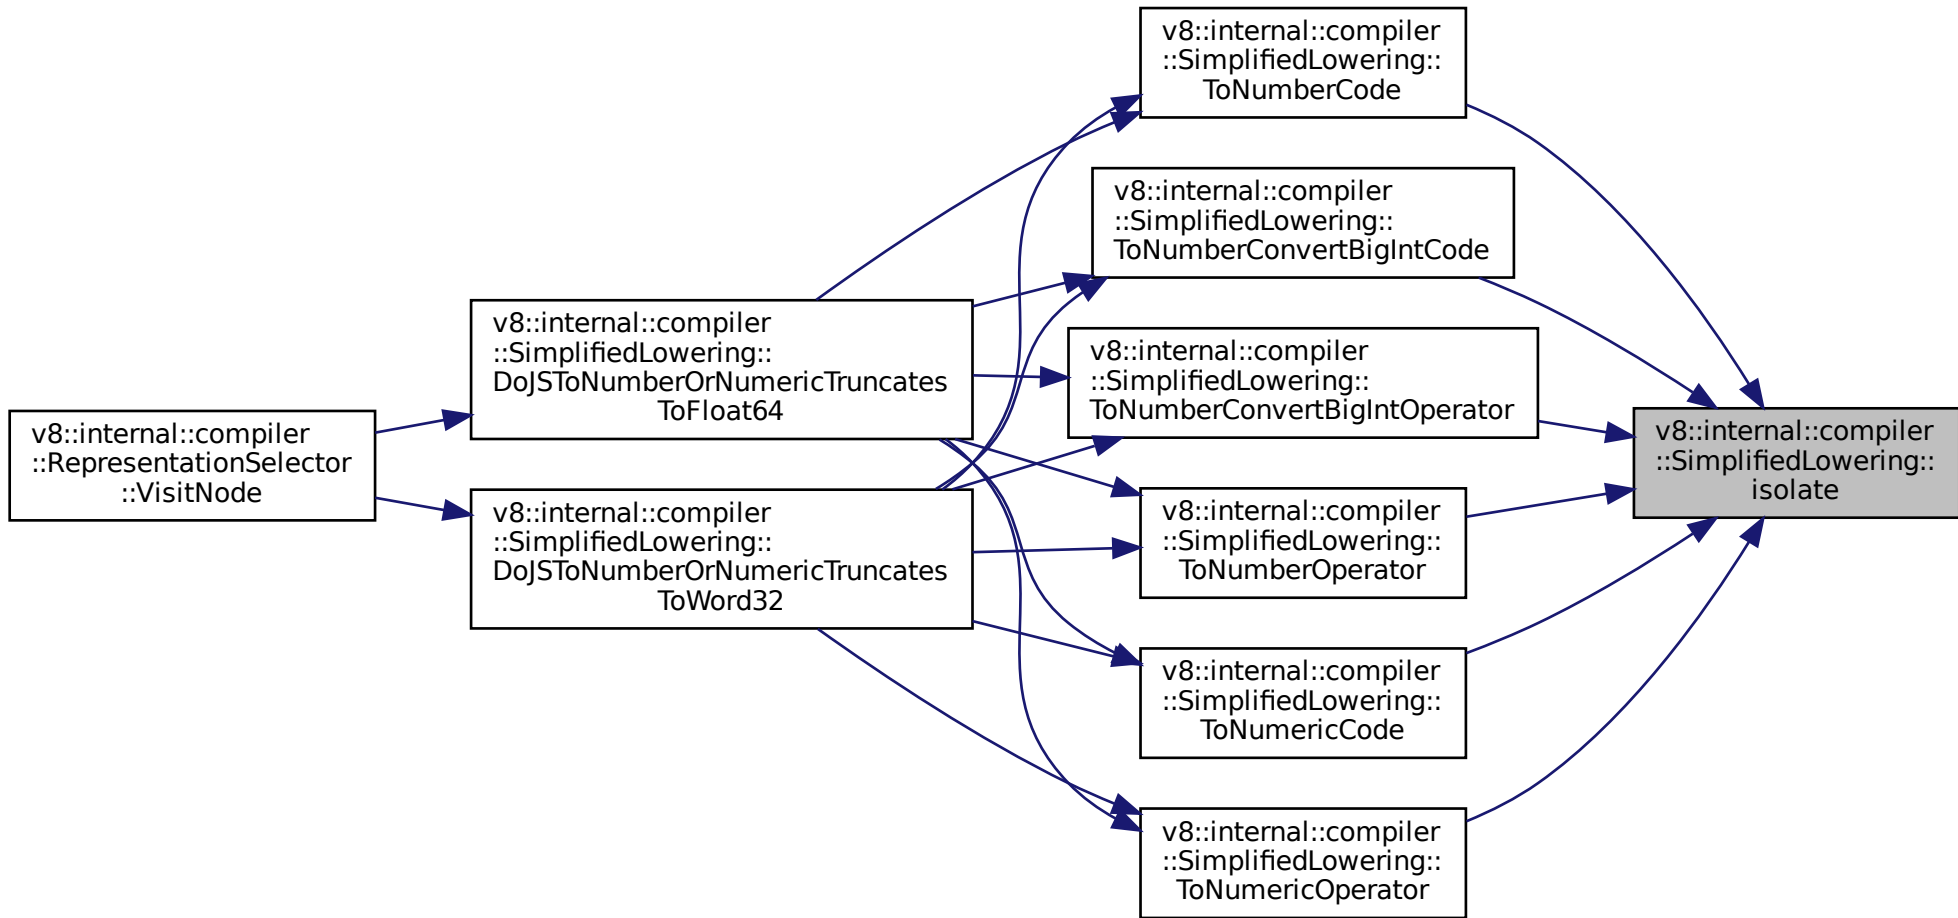 v8::internal::compiler
::RepresentationSelector
::VisitNode
v8::internal::compiler
::SimplifiedLowering::
DoJSToNumberOrNumericTruncates
ToFloat64
v8::internal::compiler
::SimplifiedLowering::
DoJSToNumberOrNumericTruncates
ToWord32
v8::internal::compiler
::SimplifiedLowering::
ToNumberCode
v8::internal::compiler
::SimplifiedLowering::
ToNumberConvertBigIntCode
v8::internal::compiler
::SimplifiedLowering::
ToNumberConvertBigIntOperator
v8::internal::compiler
::SimplifiedLowering::
ToNumberOperator
v8::internal::compiler
::SimplifiedLowering::
ToNumericCode
v8::internal::compiler
::SimplifiedLowering::
ToNumericOperator
v8::internal::compiler
::SimplifiedLowering::
isolate